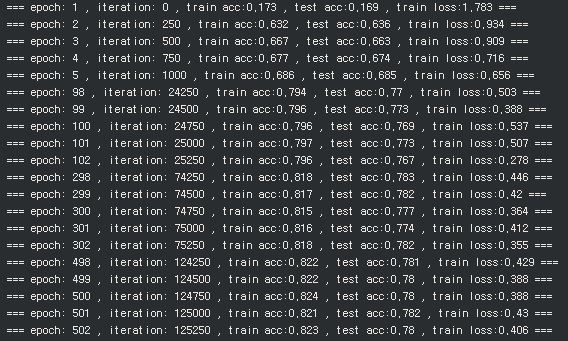 === epoch: 1 , iteration: 0 , train acc:0.173 , test acc:0.169 , train loss:1.783 ===
=== epoch: 2 , iteration: 250 , train acc:0.632 , test acc:0.636 , train loss:0.934 ===
=== epoch: 3 , iteration: 500 , train acc:0.667 , test acc:0.663 , train loss:0.909 ===
=== epoch: 4 , iteration: 750 , train acc:0.677 , test acc:0.674 , train loss:0.716 ===
=== epoch: 5 , iteration: 1000 , train acc:0.686 , test acc:0.685 , train loss:0.656 ===
=== epoch: 98 , iteration: 24250 , train acc:0.794 , test acc:0.77 , train loss:0.503 ===
=== epoch: 99 , iteration: 24500 , train acc:0.796 , test acc:0.773 , train loss:0.388 ===
=== epoch: 100 , iteration: 24750 , train acc:0.796 , test acc:0.769 , train loss:0.537 ===
=== epoch: 101 , iteration: 25000 , train acc:0.797 , test acc:0.773 , train loss:0.507 ===
=== epoch: 102 , iteration: 25250 , train acc:0.796 , test acc:0.767 , train loss:0.278 ===
=== epoch: 298 , iteration: 74250 , train acc:0.818 , test acc:0.783 , train loss:0.446 ===
=== epoch: 299 , iteration: 74500 , train acc:0.817 , test acc:0.782 , train loss:0.42 ===
=== epoch: 300 , iteration: 74750 , train acc:0.815 , test acc:0.777 , train loss:0.364 ===
=== epoch: 301 , iteration: 75000 , train acc:0.816 , test acc:0.774 , train loss:0.412 ===
=== epoch: 302 , iteration: 75250 , train acc:0.818 , test acc:0.782 , train loss:0.355 ===
=== epoch: 498 , iteration: 124250 , train acc:0.822 , test acc:0.781 , train loss:0.429 ===
=== epoch: 499 , iteration: 124500 , train acc:0.822 , test acc:0.78 , train loss:0.388 ===
=== epoch: 500 , iteration: 124750 , train acc:0.824 , test acc:0.78 , train loss:0.388 ===
=== epoch: 501 , iteration: 125000 , train acc:0.821 , test acc:0.782 , train loss:0.43 ===
=== epoch: 502 , iteration: 125250 , train acc:0.823 , test acc:0.78 , train loss:0.406 ===